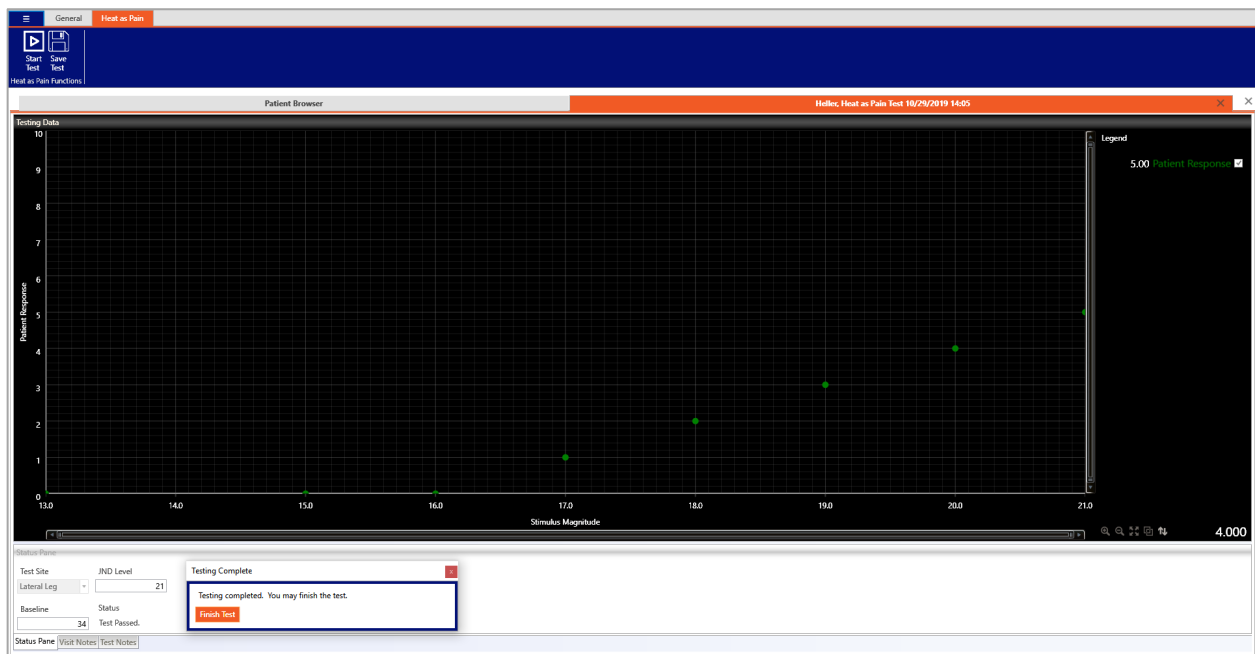 ☰ General Heat as Pain
Start Test Save Test
Heat as Pain Functions
Patient Browser Heller, Heat as Pain Test 10/29/2019 14:05
Testing Data
Legend
5.00 Patient Response
10
9
8
7
6
5
4
3
2
1
0
Patient Response
13.0 14.0 15.0 16.0 17.0 18.0 19.0 20.0 21.0
Stimulus Magnitude
4.000
Status Pane
Test Site JND Level
Lateral Leg 21
Baseline Status
34 Test Passed.
Testing Complete x
Testing completed. You may finish the test.
Finish Test
Status Pane Visit Notes Test Notes